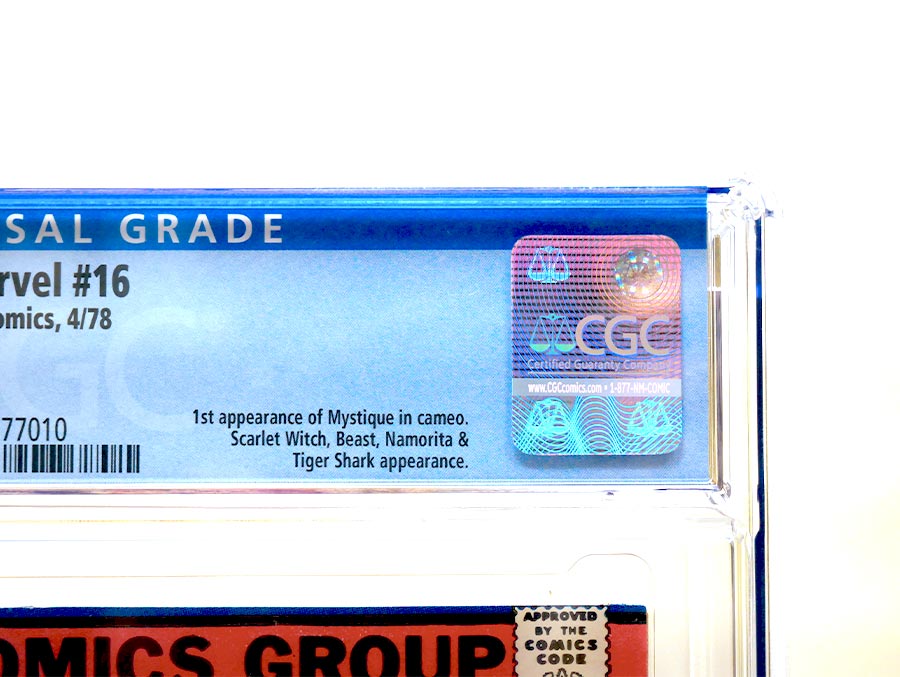 SAL GRADE
rvel #16
omics, 4/78
77010
1st appearance of Mystique in cameo.
Scarlet Witch, Beast, Namorita &
Tiger Shark appearance.
CGC
Certified Guaranty Company
www.CGCcomics.com • 1-877-NM-COMIC
OMICS GROUP
APPROVED
BY THE
COMICS
CODE